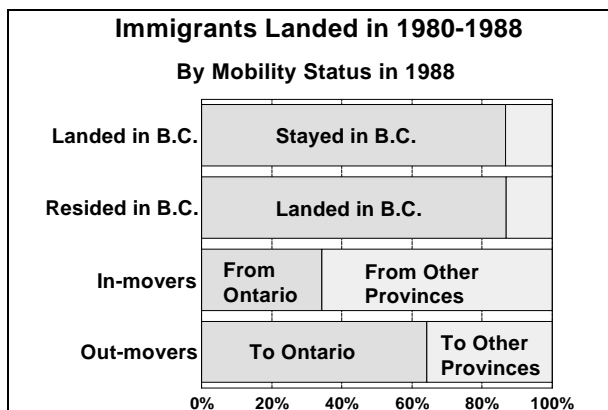 Immigrants Landed in 1980-1988
By Mobility Status in 1988
Landed in B.C.
Stayed in B.C.
Resided in B.C.
Landed in B.C.
In-movers
From
Ontario
From Other
Provinces
Out-movers
To Ontario
To Other
Provinces
0% 20% 40% 60% 80% 100%